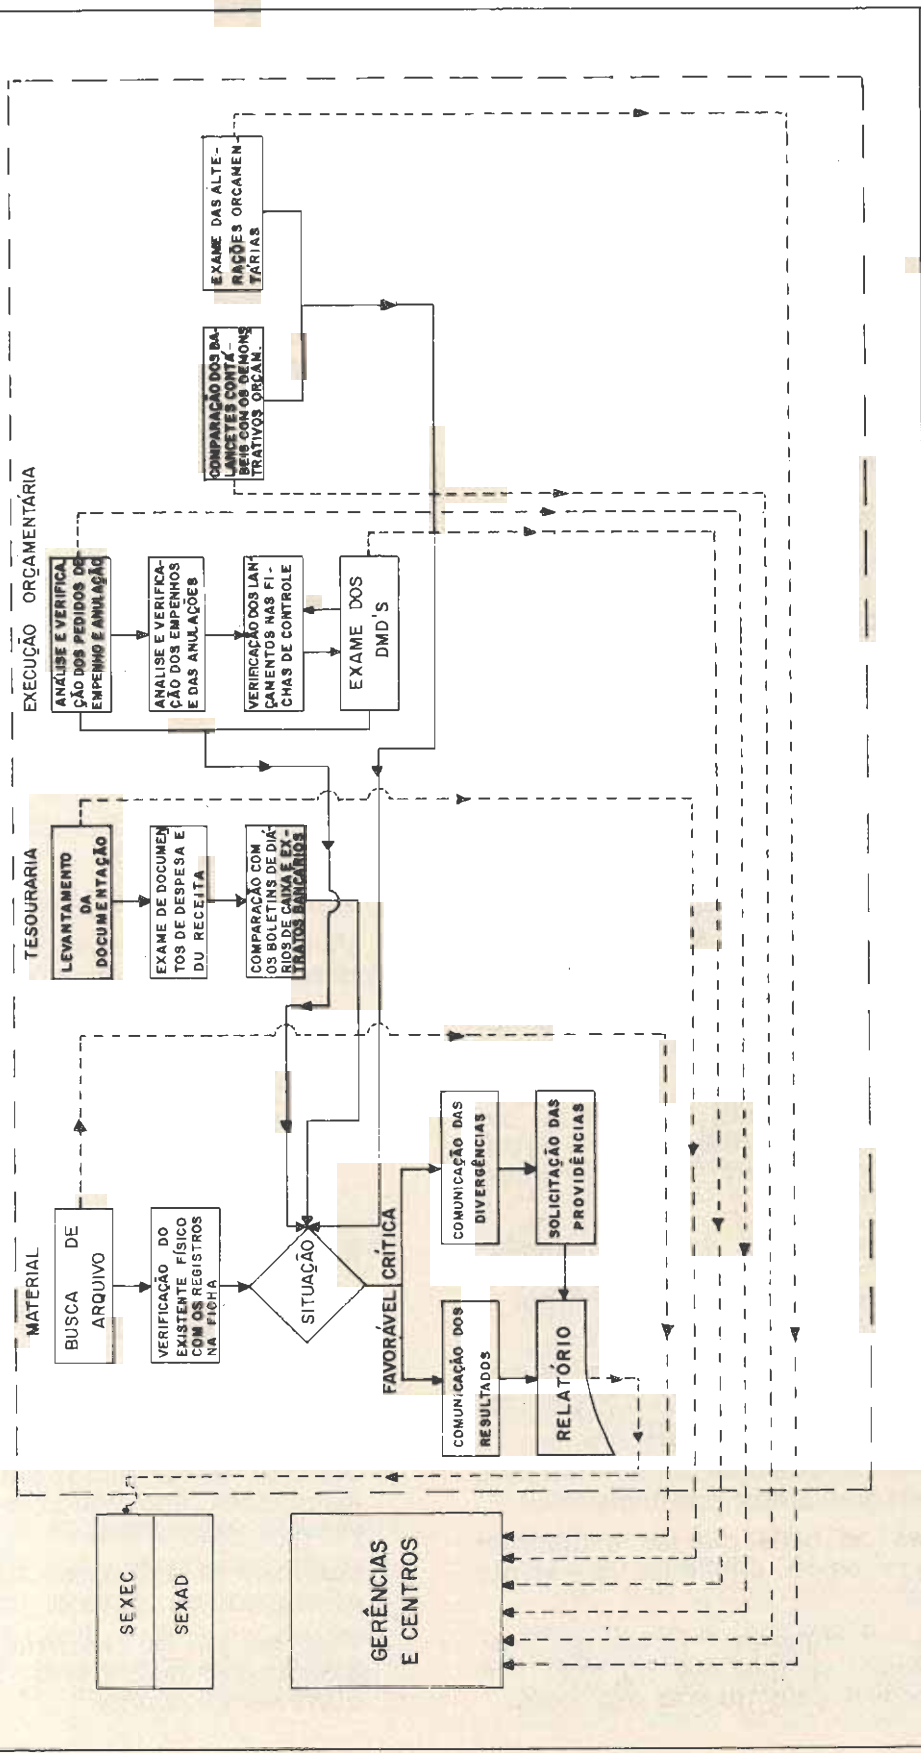 SEXEC
SEXAD
GERÊNCIAS
E CENTROS
MATERIAL
BUSCA DE
ARQUIVO
VERIFICAÇÃO DO
EXISTENTE FÍSICO
COM OS REGISTROS
NA FICHA
SITUAÇÃO
FAVORÁVEL
CRÍTICA
COMUNICAÇÃO DOS
RESULTADOS
RELATÓRIO
COMUNICAÇÃO DAS
DIVERGÊNCIAS
SOLICITAÇÃO DAS
PROVIDÊNCIAS
TESOURARIA
LEVANTAMENTO
DA
DOCUMENTAÇÃO
EXAME DE DOCUMEN
TOS DE DESPESA E
DU RECEITA
COMPARAÇÃO COM
OS BOLETINS DE DIÁ-
RIOS DE CAIXA E EX-
TRATOS BANCÁRIOS
EXECUÇÃO ORÇAMENTÁRIA
ANÁLISE E VERIFICA
ÇÃO DOS PEDIDOS DE
EMPENHO E ANULAÇÃO
ANALISE E VERIFICA-
ÇÃO DOS EMPENHOS
E DAS ANULAÇÕES
VERIFICAÇÃO DOS LAN
ÇAMENTO NAS FI -
CHAS DE CONTROLE
EXAME DOS
DMD'S
COMPARAÇÃO DOS BA-
LANCETES CONTÁ -
BEIS COM OS DEMONS
TRATIVOS ORÇAM.
EXAME DAS ALTE -
RAÇÕES ORCAMEN-
TÁRIAS